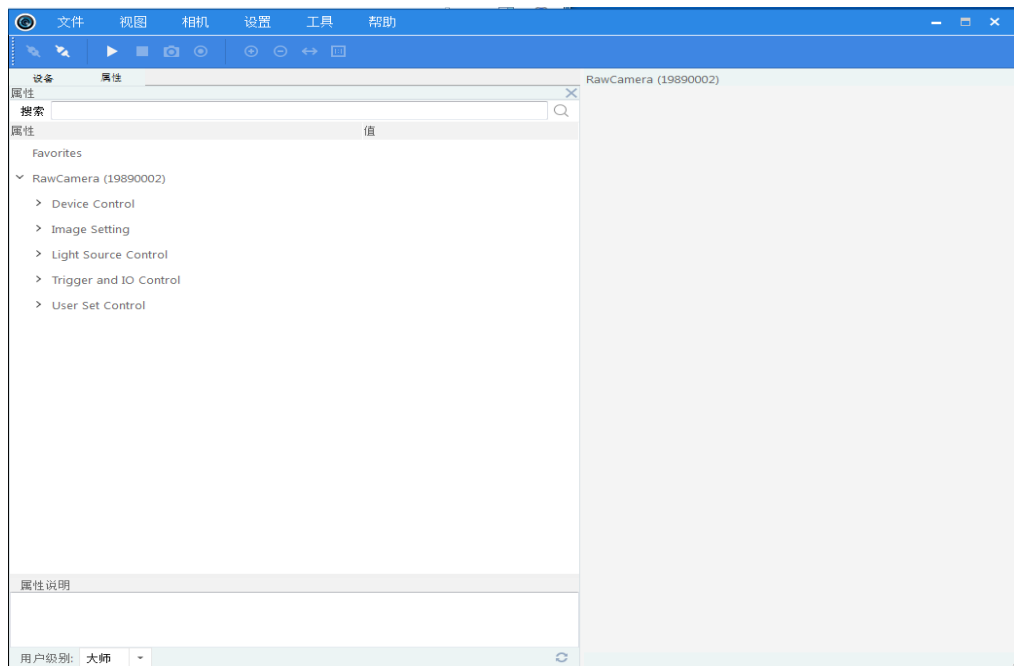 文件 视图 相机 设置 工具 帮助
设备 属性
RawCamera (19890002)
属性
搜索
属性 值
Favorites
RawCamera (19890002)
Device Control
Image Setting
Light Source Control
Trigger and IO Control
User Set Control
属性说明
用户级别: 大师